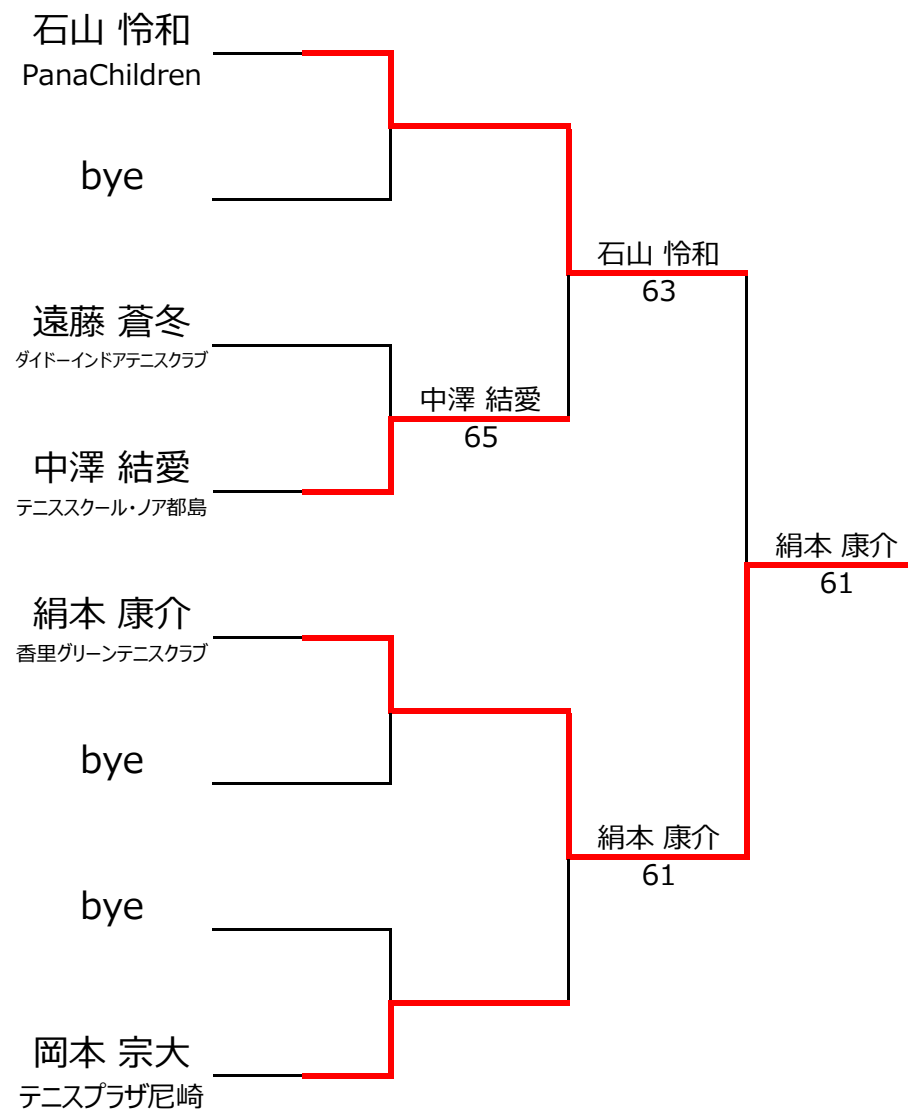 石山 怜和
PanaChildren
bye
石山 怜和
63
遠藤 蒼冬
ダイドーインドアテニスクラブ
中澤 結愛
65
中澤 結愛
テニススクール・ノア都島
絹本 康介
61
絹本 康介
香里グリーンテニスクラブ
bye
絹本 康介
61
bye
岡本 宗大
テニスプラザ尼崎